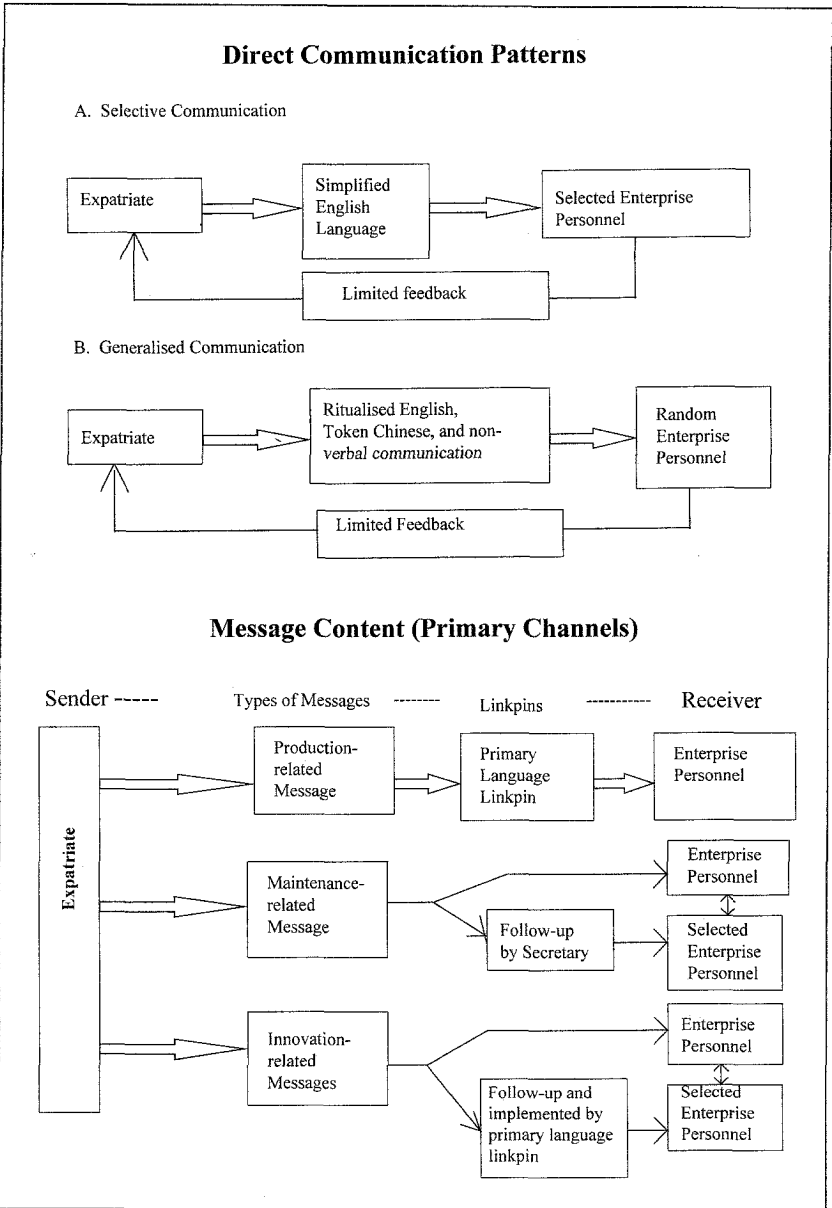 Direct Communication Patterns
A. Selective Communication
Expatriate
Simplified
English
Language
Selected Enterprise
Personnel
Limited feedback
B. Generalised Communication
Expatriate
Ritualised English,
Token Chinese, and non-
verbal communication
Random
Enterprise
Personnel
Limited Feedback
Message Content (Primary Channels)
Sender ----- Types of Messages ------- Linkpins ---------- Receiver
Expatriate
Production-
related
Message
Primary
Language
Linkpin
Enterprise
Personnel
Maintenance-
related
Message
Enterprise
Personnel
Follow-up
by Secretary
Selected
Enterprise
Personnel
Innovation-
related
Messages
Enterprise
Personnel
Follow-up and
implemented by
primary language
linkpin
Selected
Enterprise
Personnel